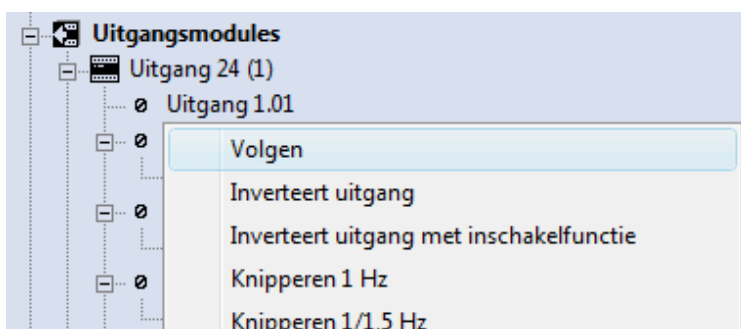 Uitgangsmodules
Uitgang 24 (1)
Uitgang 1.01
Volgen
Inverteert uitgang
Inverteert uitgang met inschakelfunctie
Knipperen 1 Hz
Knipperen 1/1.5 Hz